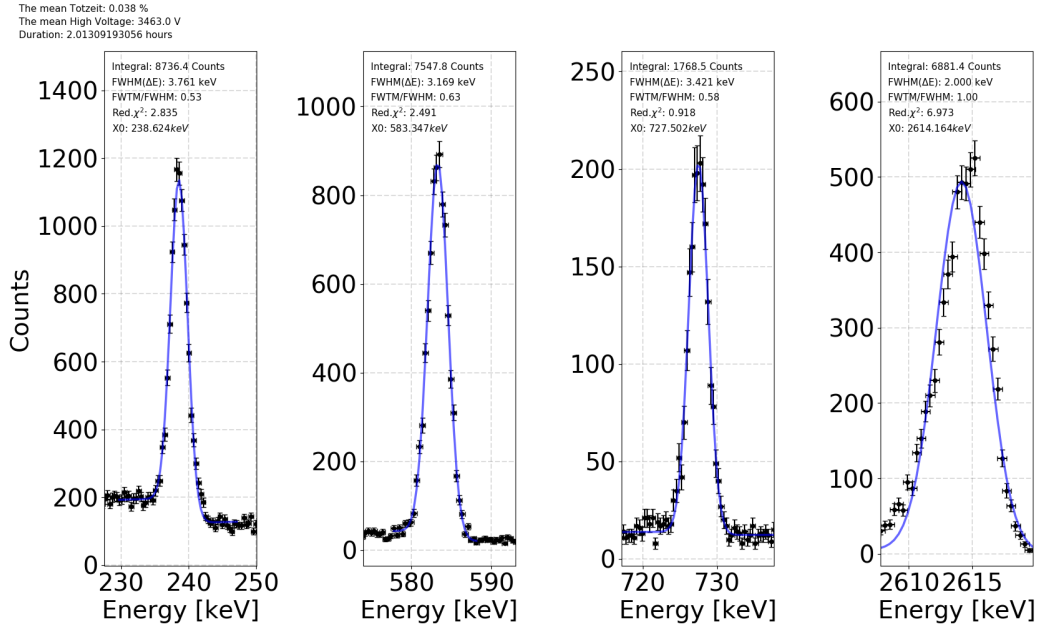 The mean Totzeit: 0.038 %
The mean High Voltage: 3463.0 V
Duration: 2.01309193056 hours
Counts
Integral: 8736.4 Counts
FWHM(ΔE): 3.761 keV
FWTM/FWHM: 0.53
Red.χ²: 2.835
X0: 238.624keV
1400
1200
1000
800
600
400
200
0
230 240 250
Energy [keV]
Integral: 7547.8 Counts
FWHM(ΔE): 3.169 keV
FWTM/FWHM: 0.63
Red.χ²: 2.491
X0: 583.347keV
1000
800
600
400
200
0
580 590
Energy [keV]
Integral: 1768.5 Counts
FWHM(ΔE): 3.421 keV
FWTM/FWHM: 0.58
Red.χ²: 0.918
X0: 727.502keV
250
200
150
100
50
0
720 730
Energy [keV]
Integral: 6881.4 Counts
FWHM(ΔE): 2.000 keV
FWTM/FWHM: 1.00
Red.χ²: 6.973
X0: 2614.164keV
600
500
400
300
200
100
0
2610 2615
Energy [keV]